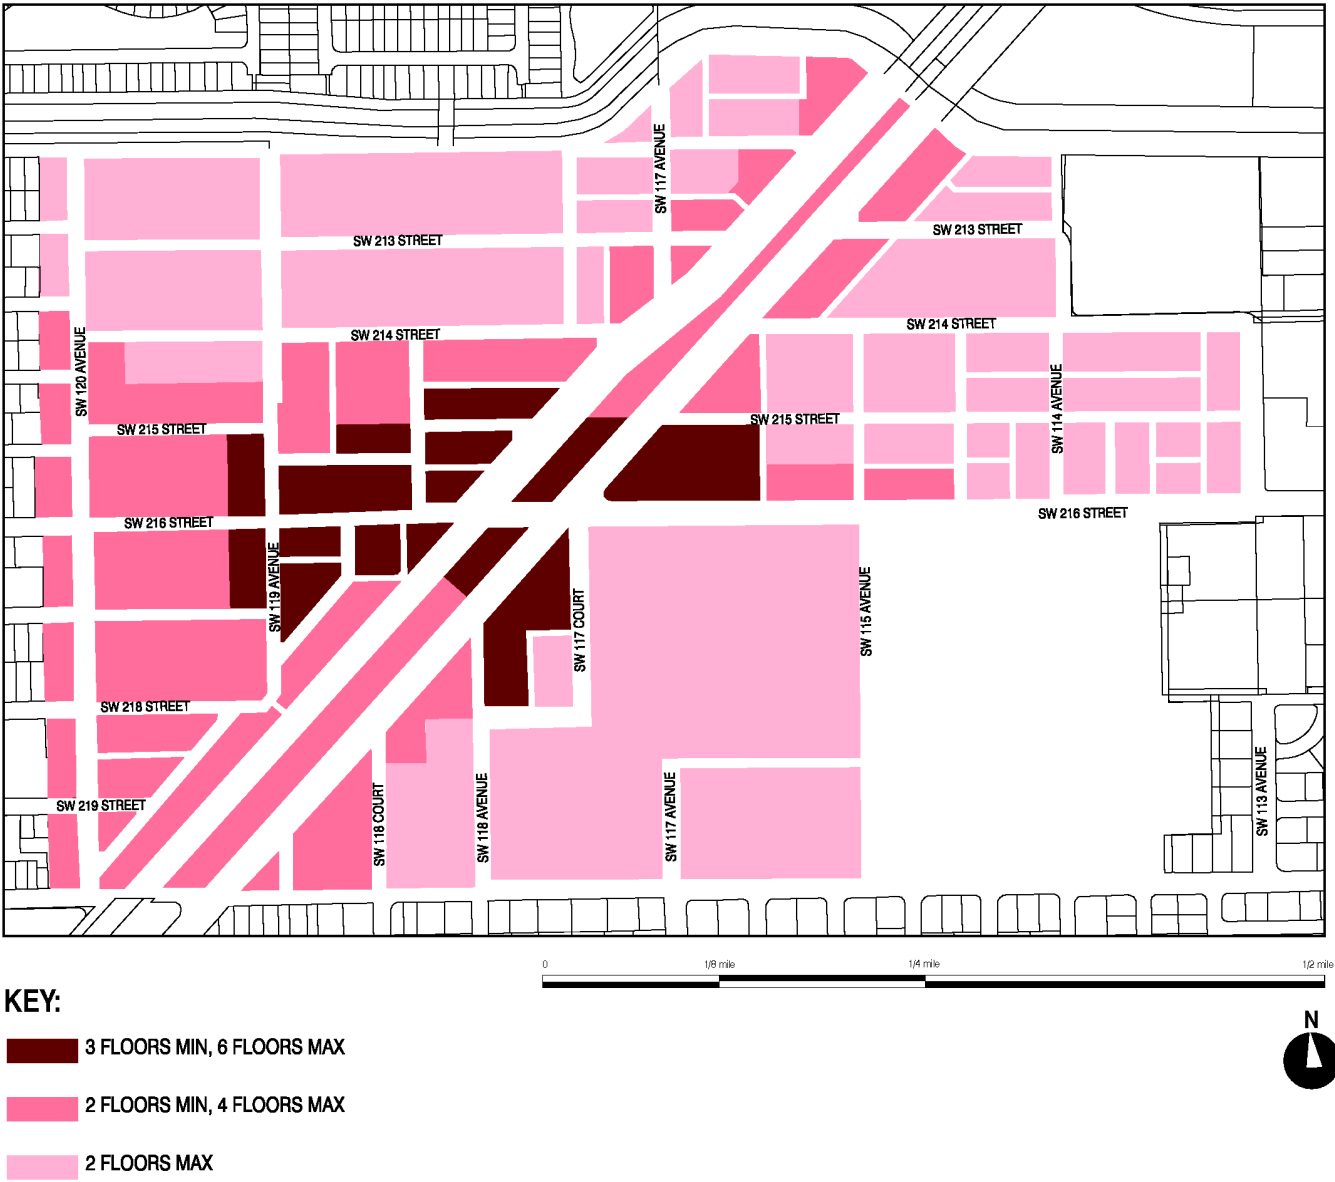 SW 117 AVENUE
SW 213 STREET
SW 213 STREET
SW 214 STREET
SW 214 STREET
SW 120 AVENUE
SW 114 AVENUE
SW 215 STREET
SW 215 STREET
SW 216 STREET
SW 216 STREET
SW 119 AVENUE
SW 117 COURT
SW 115 AVENUE
SW 218 STREET
SW 219 STREET
SW 118 COURT
SW 118 AVENUE
SW 117 AVENUE
SW 113 AVENUE
0 1/8 mile 1/4 mile 1/2 mile
KEY:
N
3 FLOORS MIN, 6 FLOORS MAX
2 FLOORS MIN, 4 FLOORS MAX
2 FLOORS MAX